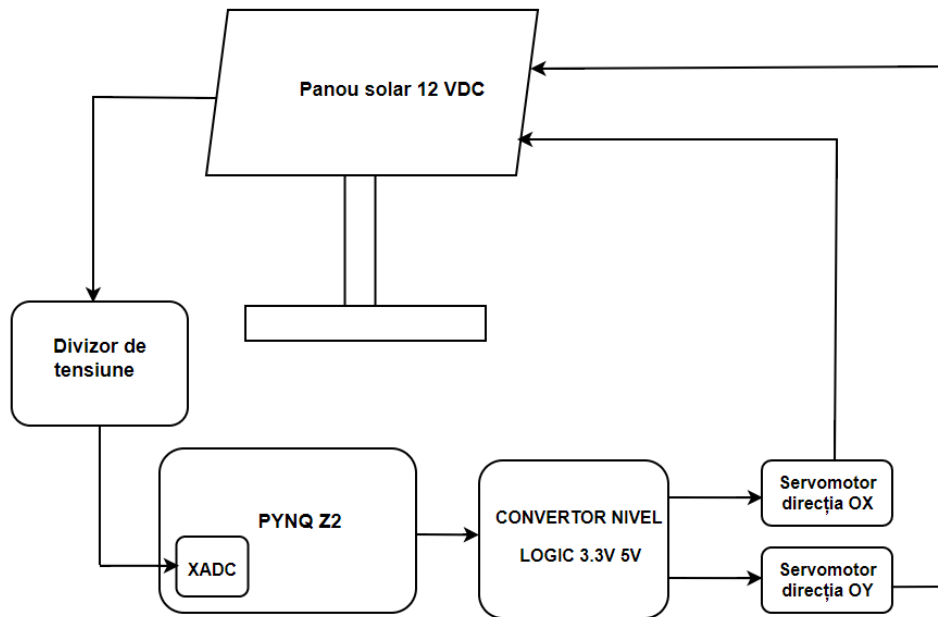 Panou solar 12 VDC
Divizor de
tensiune
PYNQ Z2
XADC
CONVERTOR NIVEL
LOGIC 3.3V 5V
Servomotor
direcția OX
Servomotor
direcția OY